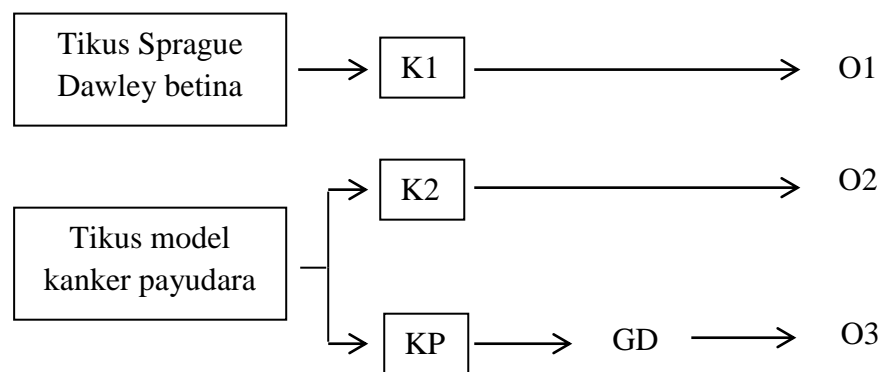 Tikus Sprague
Dawley betina
K1
O1
K2
O2
Tikus model
kanker payudara
KP
GD
O3